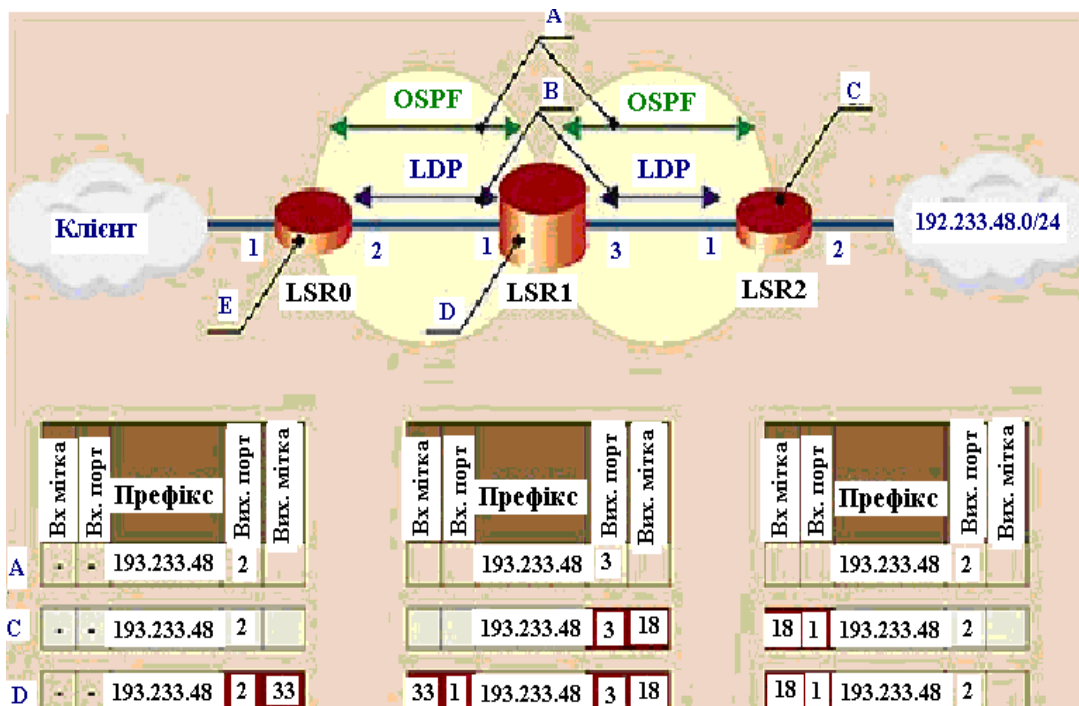 A
OSPF
B
OSPF
C
LDP
LDP
Клієнт
192.233.48.0/24
1
2
1
3
1
2
E
LSR0
D
LSR1
LSR2
Вх мітка
Вх. порт
Префікс
Вих. порт
Вих. мітка
Вх мітка
Вх. порт
Префікс
Вих. порт
Вих. мітка
Вх мітка
Вх. порт
Префікс
Вих. порт
Вих. мітка
A - - 193.233.48 2 193.233.48 3 193.233.48 2
C - - 193.233.48 2 193.233.48 3 18 18 1 193.233.48 2
D - - 193.233.48 2 33 33 1 193.233.48 3 18 18 1 193.233.48 2